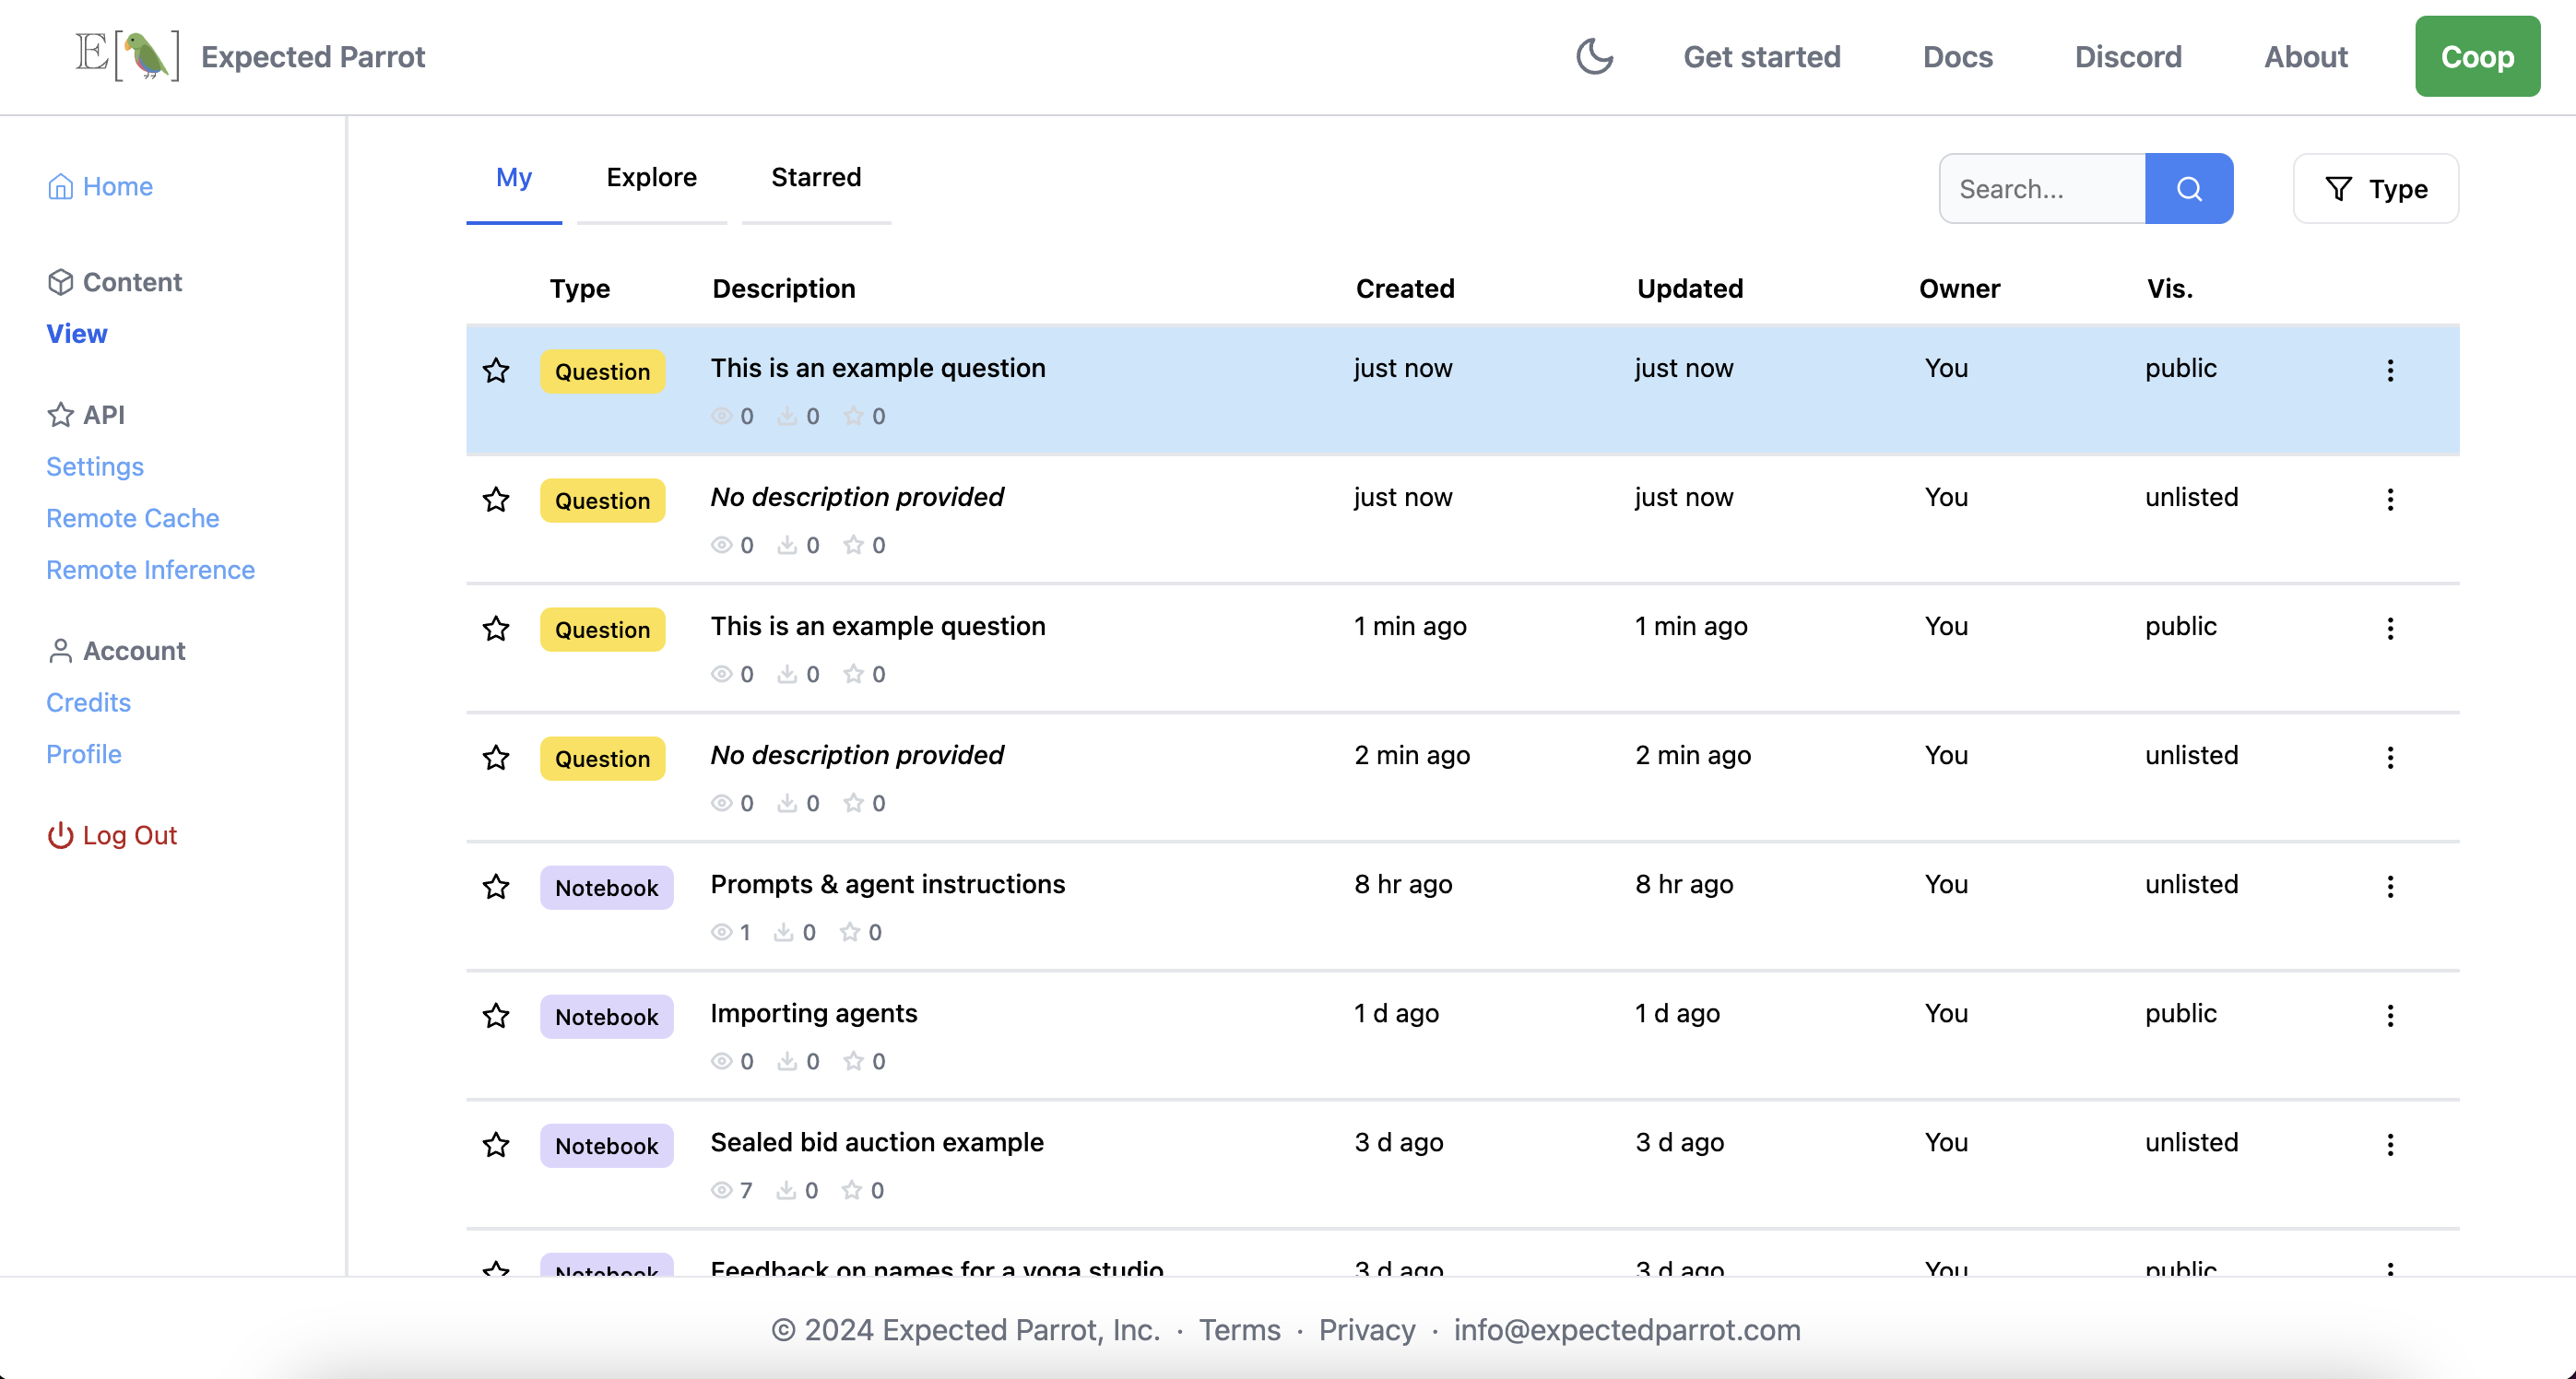 E[ ] Expected Parrot
Get started Docs Discord About Coop
Home
Content
View
API
Settings
Remote Cache
Remote Inference
Account
Credits
Profile
Log Out
My Explore Starred
Search... Type
Type Description Created Updated Owner Vis.
Question This is an example question just now just now You public
0 0 0
Question No description provided just now just now You unlisted
0 0 0
Question This is an example question 1 min ago 1 min ago You public
0 0 0
Question No description provided 2 min ago 2 min ago You unlisted
0 0 0
Notebook Prompts & agent instructions 8 hr ago 8 hr ago You unlisted
1 0 0
Notebook Importing agents 1 d ago 1 d ago You public
0 0 0
Notebook Sealed bid auction example 3 d ago 3 d ago You unlisted
7 0 0
Notebook Feedback on names for a yoga studio 3 d ago 3 d ago You public
© 2024 Expected Parrot, Inc. · Terms · Privacy · info@expectedparrot.com